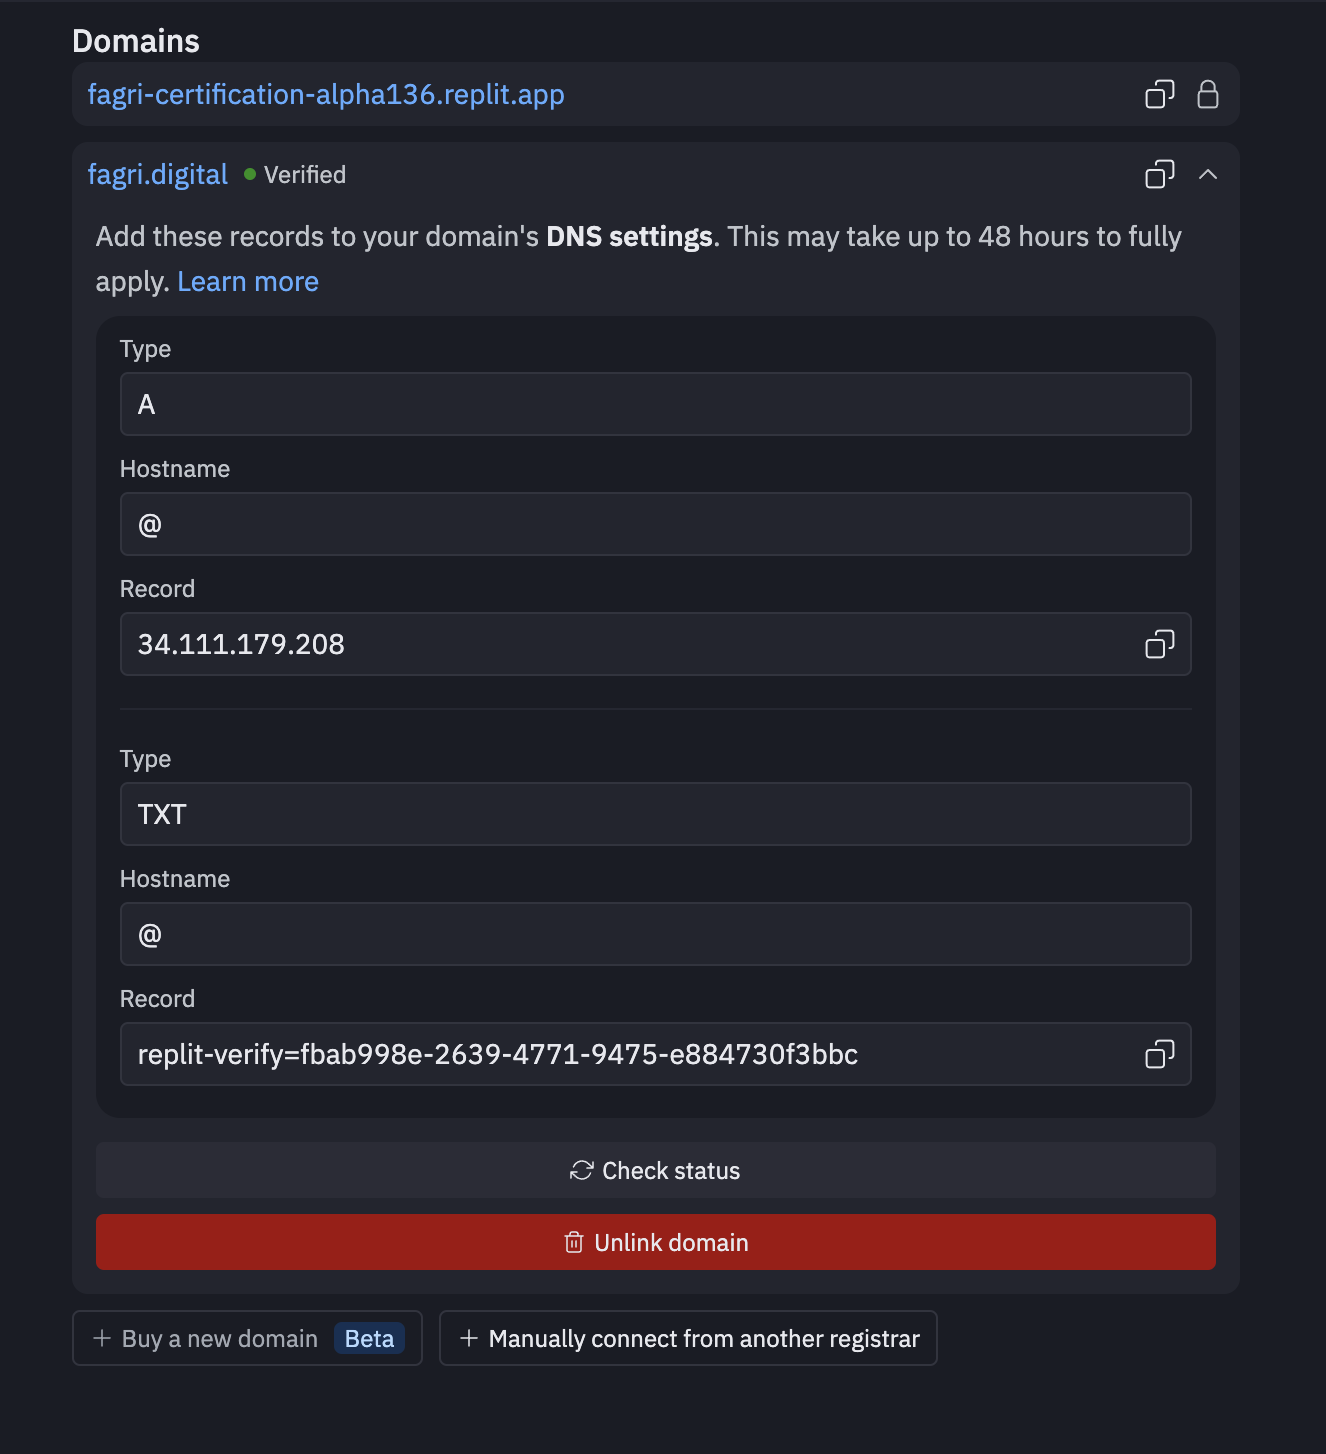 Domains
fagri-certification-alpha136.replit.app
fagri.digital Verified
Add these records to your domain's DNS settings. This may take up to 48 hours to fully
apply. Learn more
Type
A
Hostname
@
Record
34.111.179.208
Type
TXT
Hostname
@
Record
replit-verify=fbab998e-2639-4771-9475-e884730f3bbc
Check status
Unlink domain
+ Buy a new domain Beta
+ Manually connect from another registrar